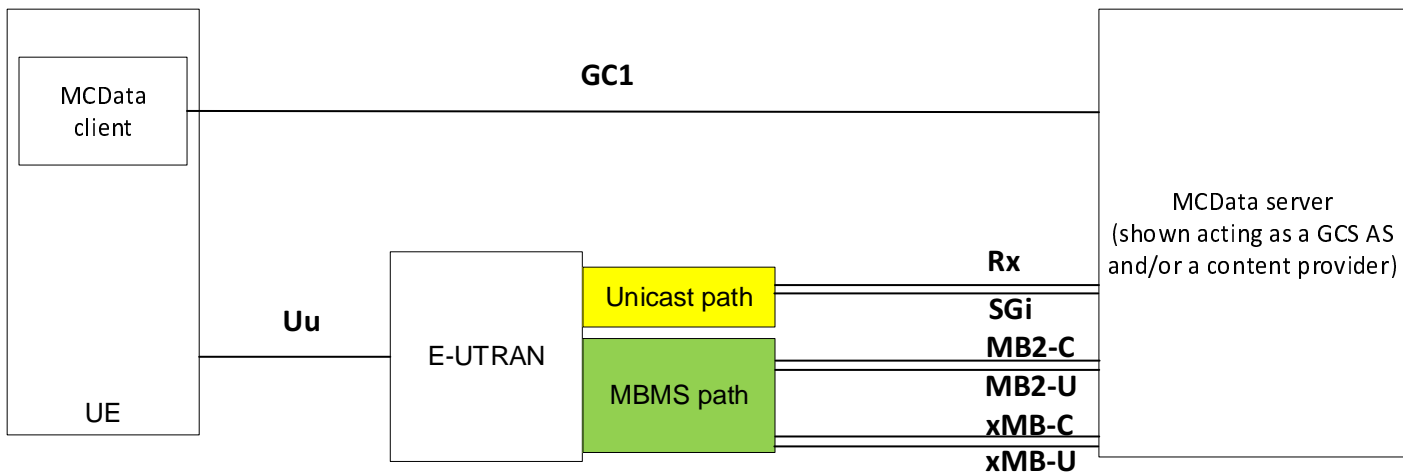 GC1
MCData
client
MCData server
(shown acting as a GCS AS
and/or a content provider)
Rx
Unicast path
SGi
Uu
MB2-C
E-UTRAN
MB2-U
MBMS path
UE
xMB-C
xMB-U